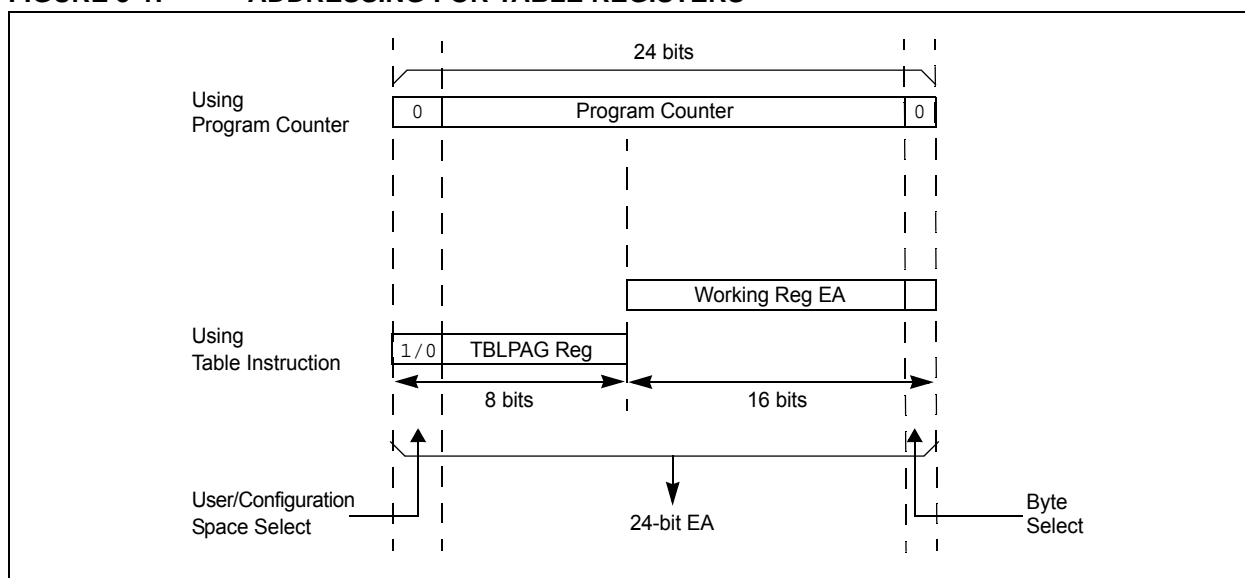 24 bits
Using
Program Counter
0
Program Counter
0
Working Reg EA
Using
Table Instruction
1/0
TBLPAG Reg
8 bits
16 bits
User/Configuration
Space Select
24-bit EA
Byte
Select